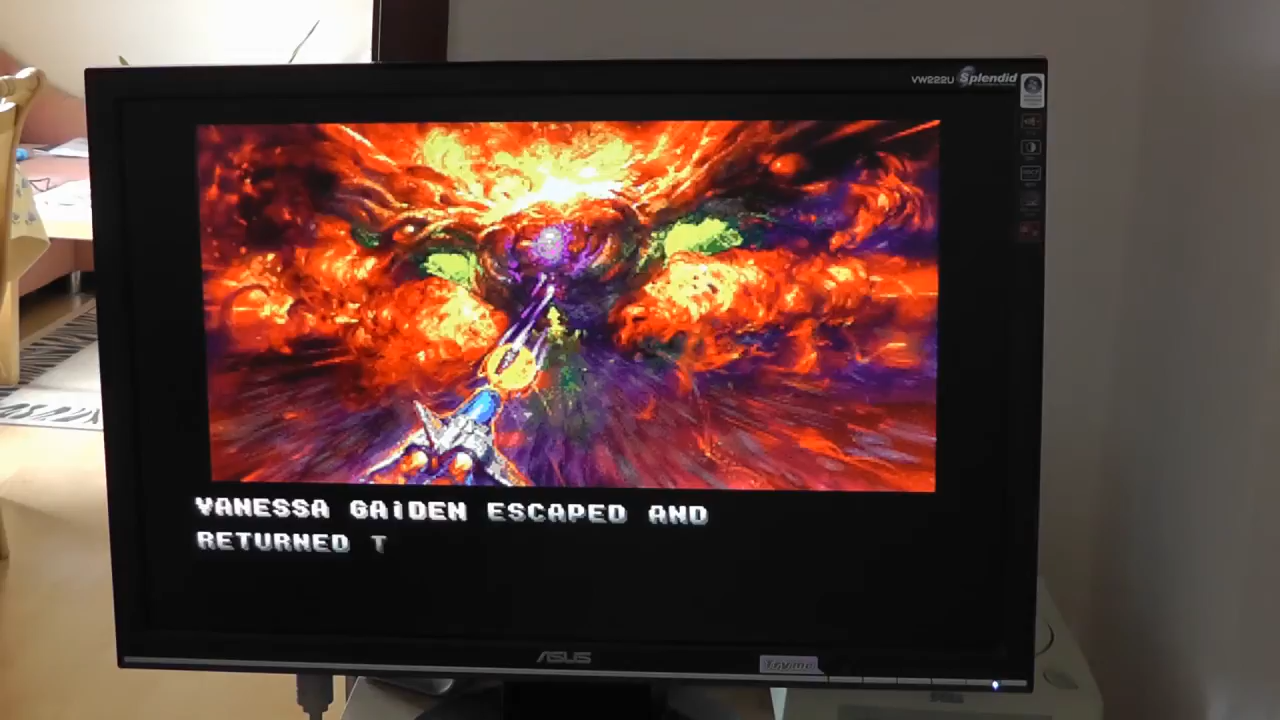 VW222U Splendid
VANESSA GAiDEN ESCAPED AND
RETURNED T
ASUS